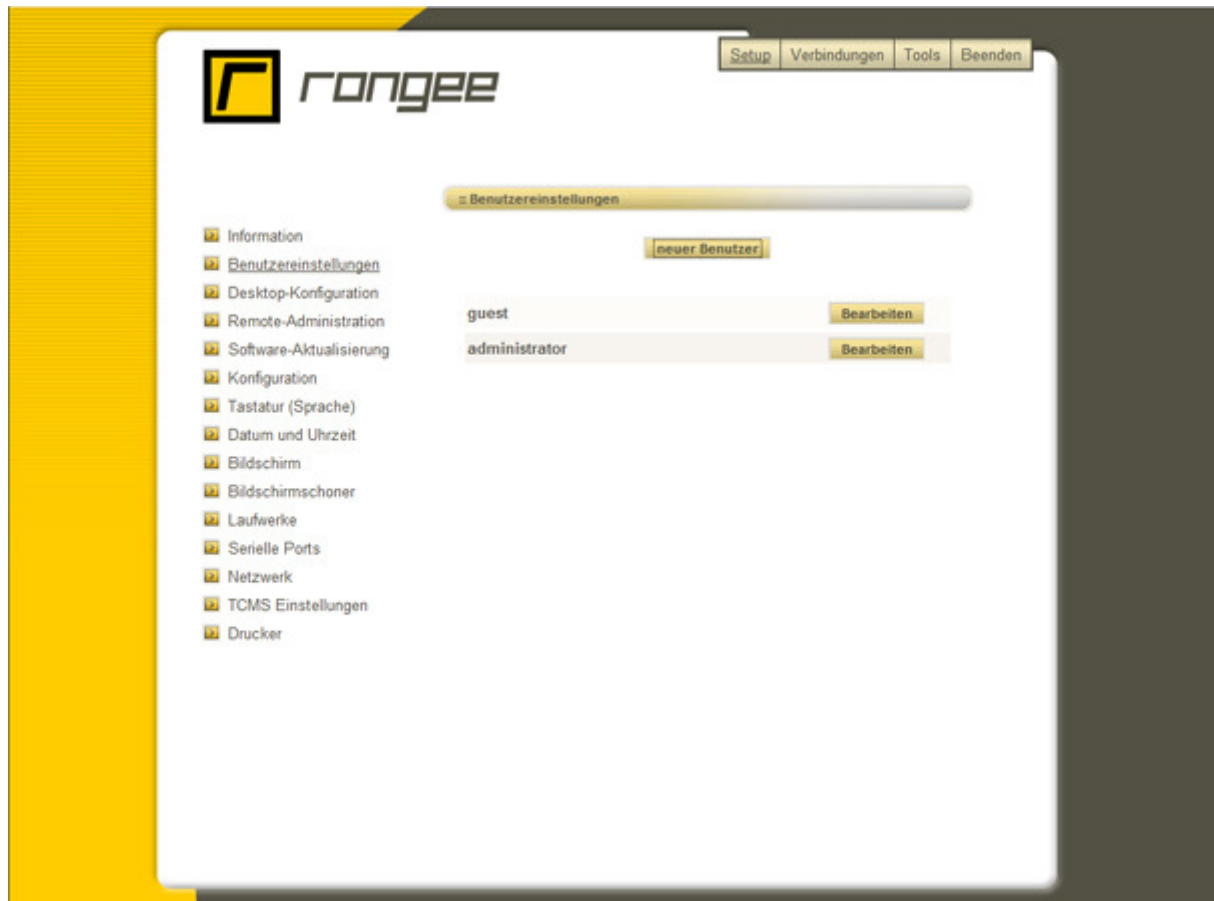 rangee
Setup Verbindungen Tools Beenden
:: Benutzereinstellungen
neuer Benutzer
Information
Benutzereinstellungen
Desktop-Konfiguration
Remote-Administration
Software-Aktualisierung
Konfiguration
Tastatur (Sprache)
Datum und Uhrzeit
Bildschirm
Bildschirmschoner
Laufwerke
Serielle Ports
Netzwerk
TCMS Einstellungen
Drucker
guest Bearbeiten
administrator Bearbeiten